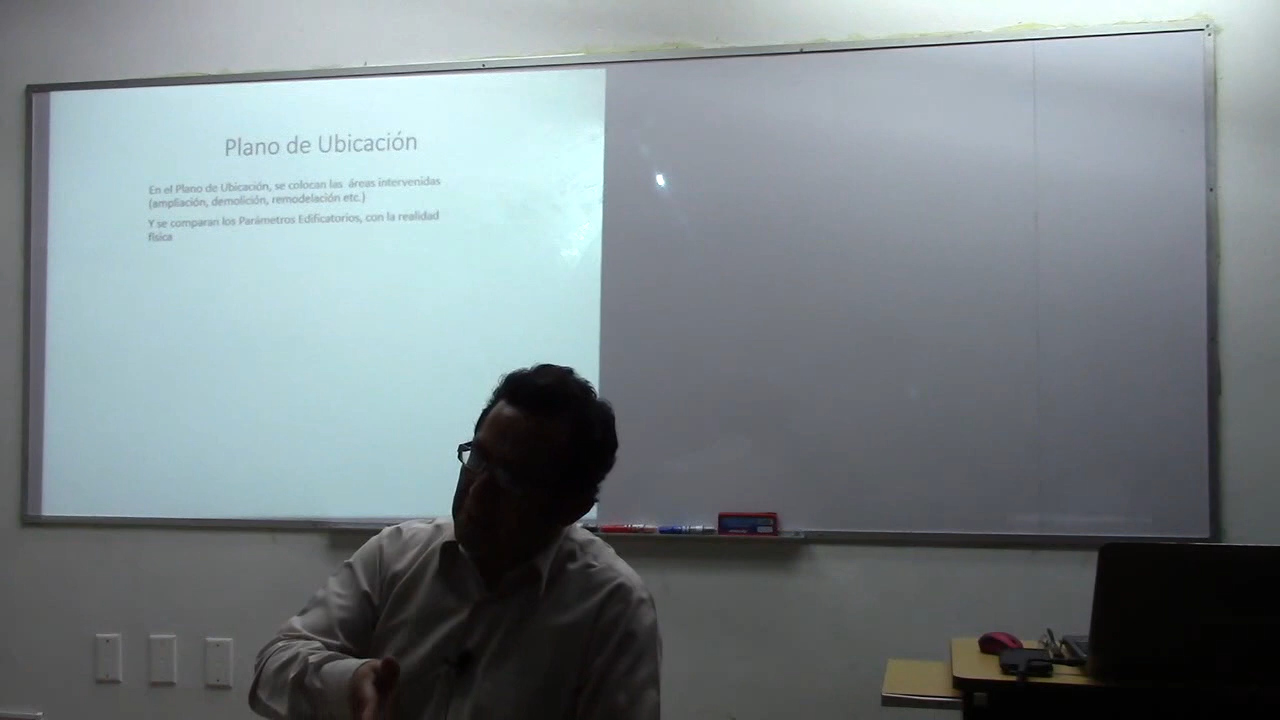 Plano de Ubicación
En el Plano de Ubicación, se colocan las áreas intervenidas
(ampliación, demolición, remodelación etc.)
Y se comparan los Parámetros Edificatorios, con la realidad
física